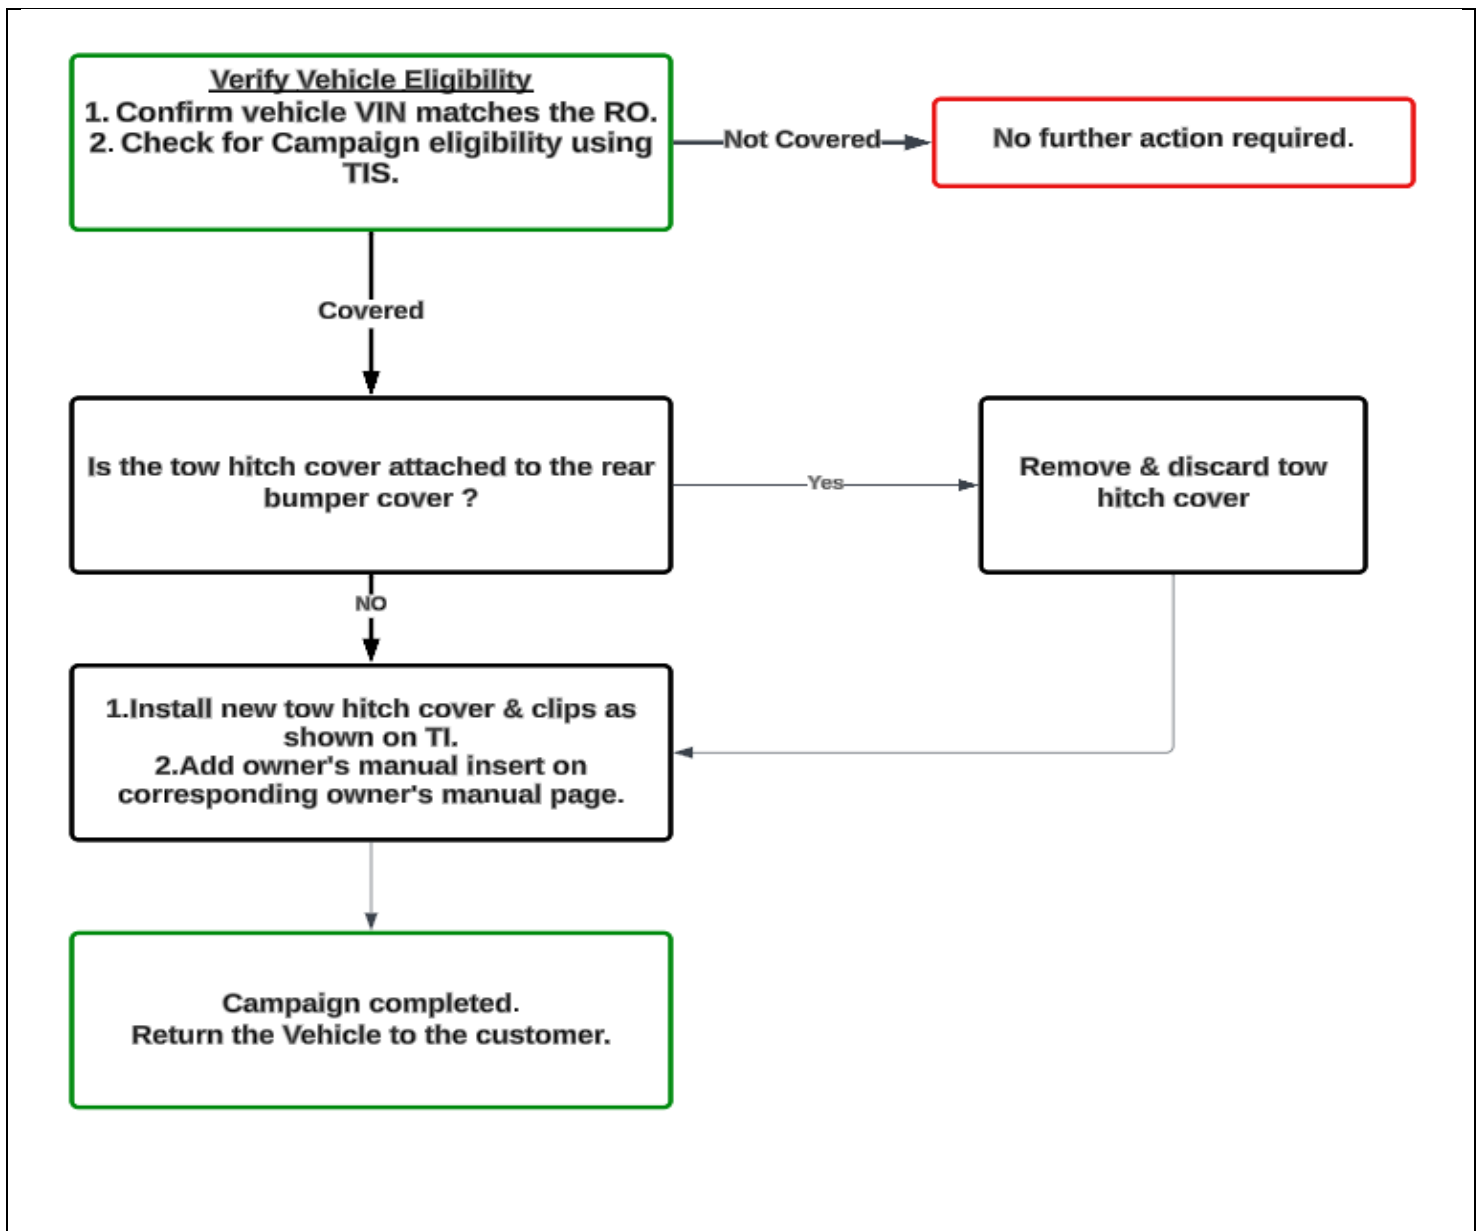 Verify Vehicle Eligibility
1. Confirm vehicle VIN matches the RO.
2. Check for Campaign eligibility using
TIS.
Not Covered
No further action required.
Covered
Is the tow hitch cover attached to the rear
bumper cover ?
Yes
Remove & discard tow
hitch cover
NO
1.Install new tow hitch cover & clips as
shown on TI.
2.Add owner's manual insert on
corresponding owner's manual page.
Campaign completed.
Return the Vehicle to the customer.